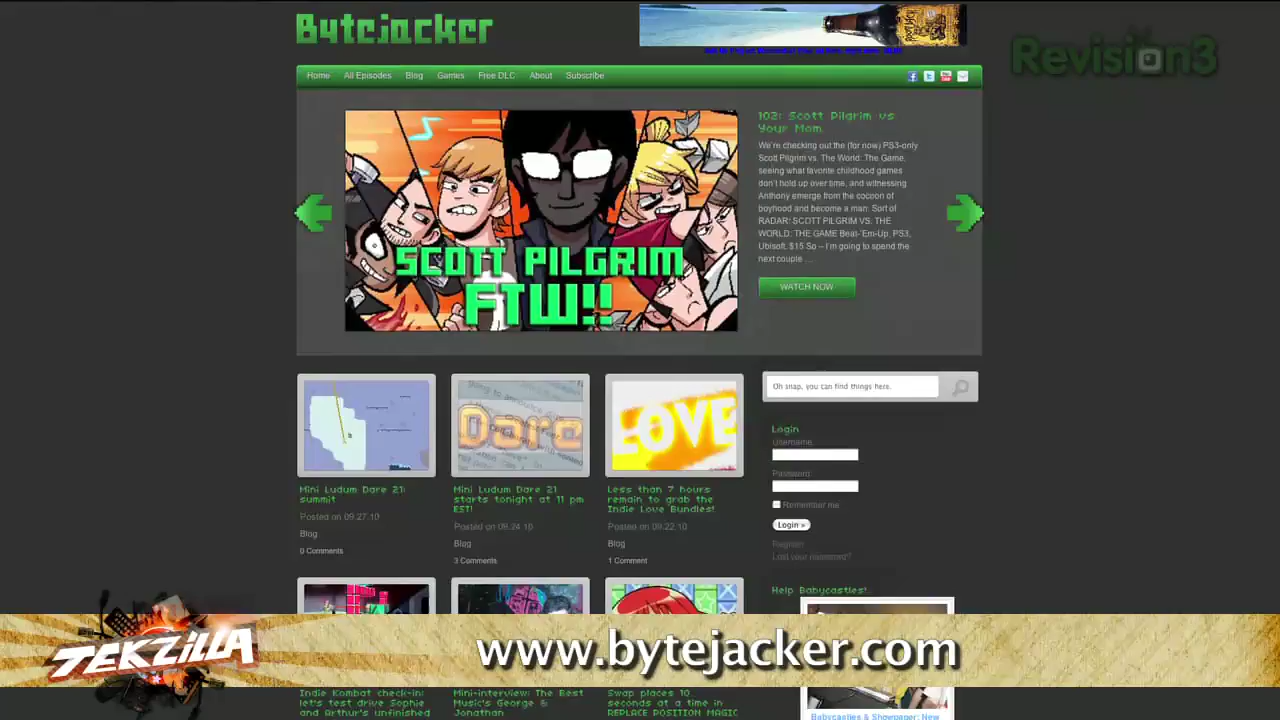 Bytejacker
Revision3
Home All Episodes Blog Games Free DLC About Subscribe
102: Scott Pilgrim vs
Your Mom
We're checking out the (for now) PS3-only
Scott Pilgrim vs. The World: The Game,
seeing what favorite childhood games
don't hold up over time, and witnessing
Anthony emerge from the cocoon of
boyhood and become a man. Sort of
RADAR: SCOTT PILGRIM VS. THE
WORLD: THE GAME Beat-'Em-Up, PS3,
Ubisoft, $15 So – I'm going to spend the
next couple ...
WATCH NOW
SCOTT PILGRIM
FTW!!
Oh snap, you can find things here.
Login
Username
Password
Remember me
Login »
Register
Lost your password?
Help Babycastles!
Dare
LOVE
Mini Ludum Dare 21:
summit
Posted on 09.27.10
Blog
0 Comments
Mini Ludum Dare 21
starts tonight at 11 pm
EST!
Posted on 09.24.10
Blog
3 Comments
Less than 7 hours
remain to grab the
Indie Love Bundles!
Posted on 09.22.10
Blog
1 Comment
TEKZILLA
www.bytejacker.com
Indie Kombat check-in:
let's test drive Sophie
and Arthur's unfinished
Mini-interview: The Best
Music's George &
Jonathan
Swap places 10
seconds at a time in
REPLACE POSITION MAGIC
Babycastles & Showpaper: New